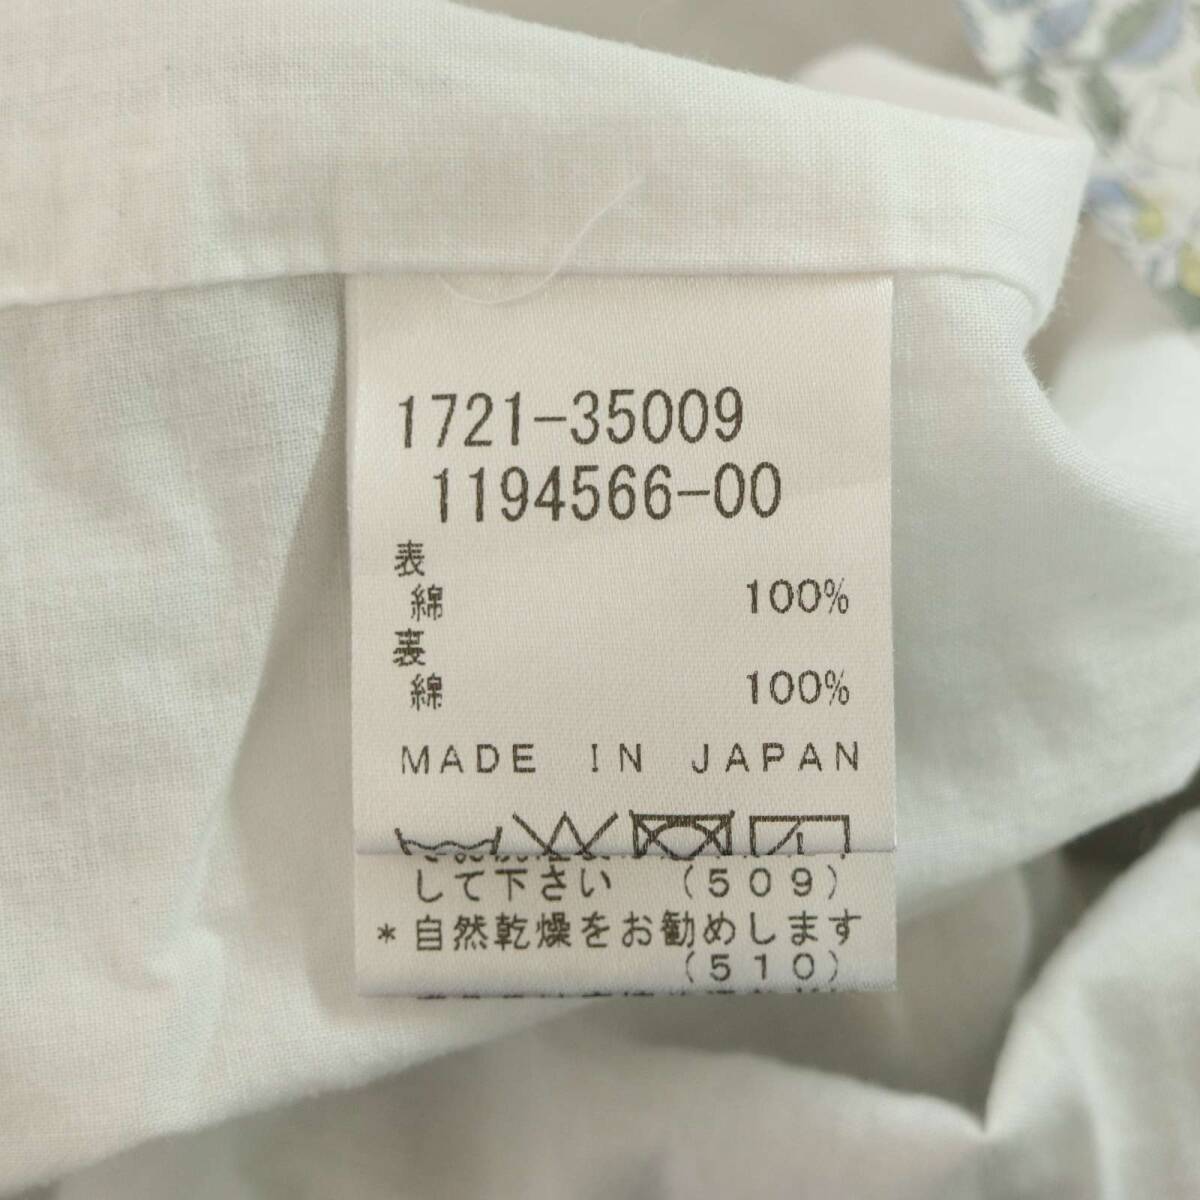 1721-35009
1194566-00
表
綿 100%
裏
綿 100%
MADE IN JAPAN
して下さい (509)
*自然乾燥をお勧めします
(510)